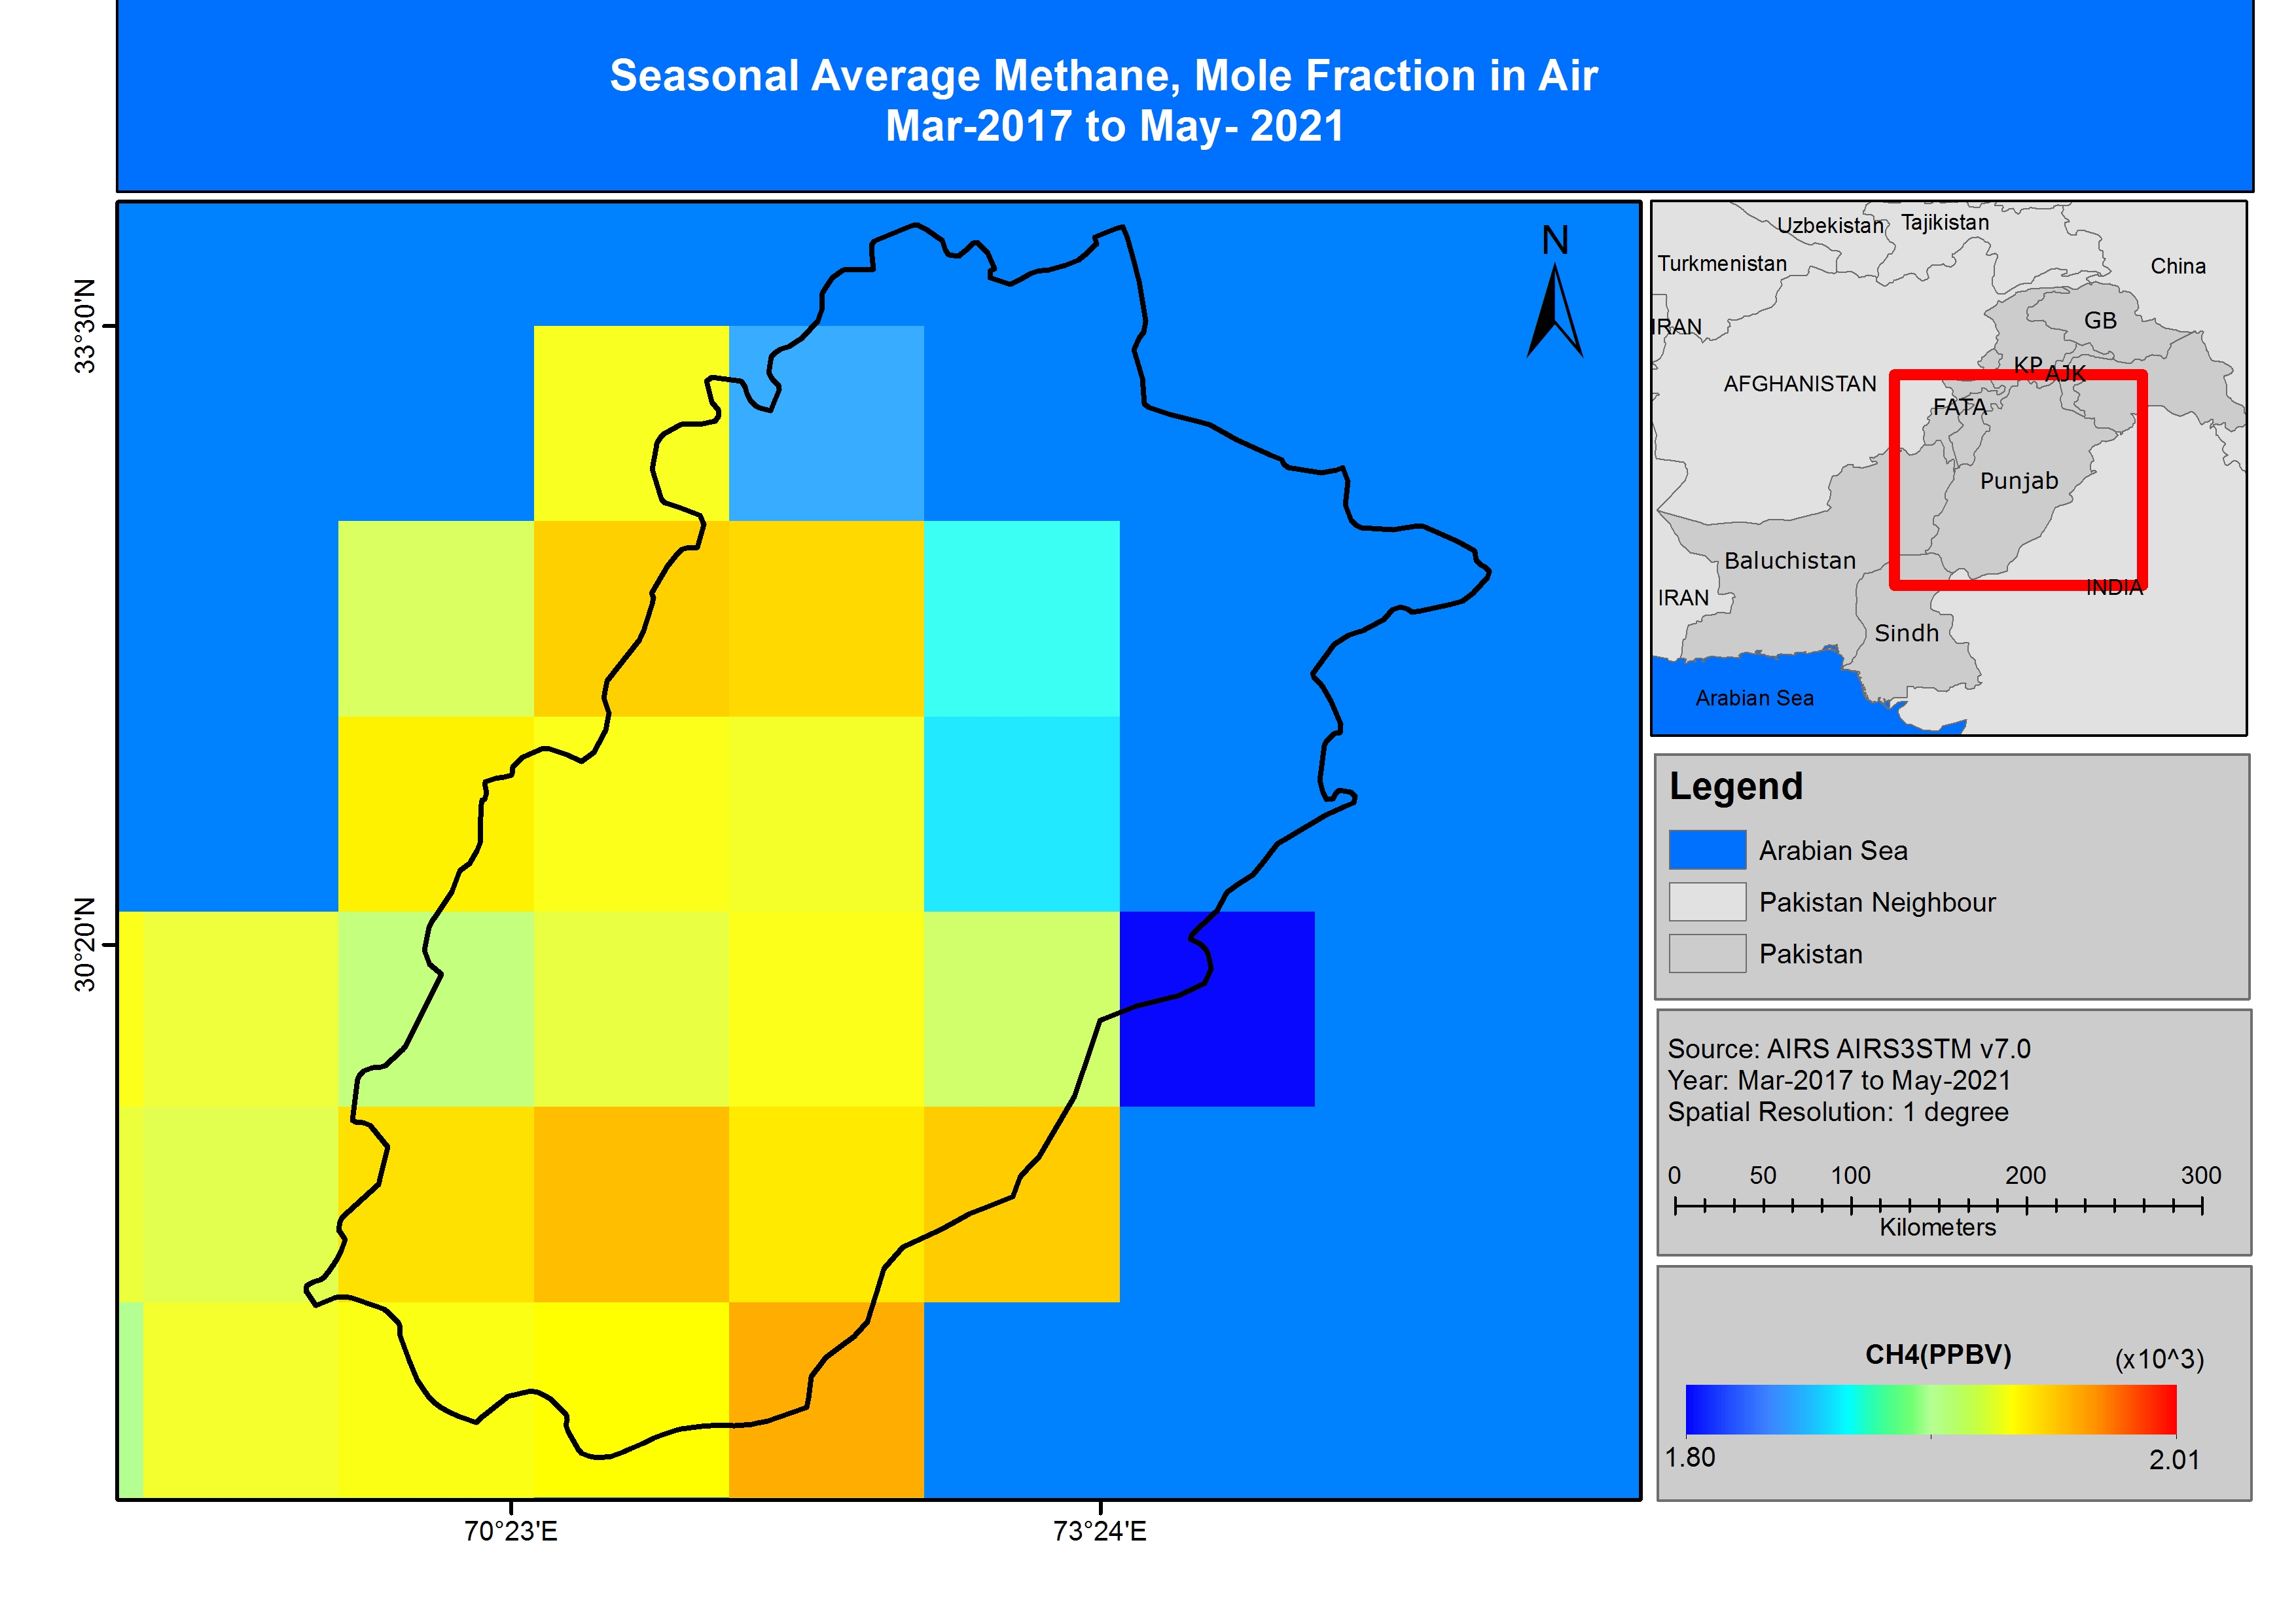 Seasonal Average Methane, Mole Fraction in Air
Mar-2017 to May- 2021
33°30'N
30°20'N
70°23'E
73°24'E
N
Uzbekistan
Tajikistan
Turkmenistan
China
IRAN
GB
KP
AJK
AFGHANISTAN
FATA
Punjab
Baluchistan
IRAN
INDIA
Sindh
Arabian Sea
Legend
Arabian Sea
Pakistan Neighbour
Pakistan
Source: AIRS AIRS3STM v7.0
Year: Mar-2017 to May-2021
Spatial Resolution: 1 degree
0 50 100 200 300
Kilometers
CH4(PPBV) (x10^3)
1.80 2.01